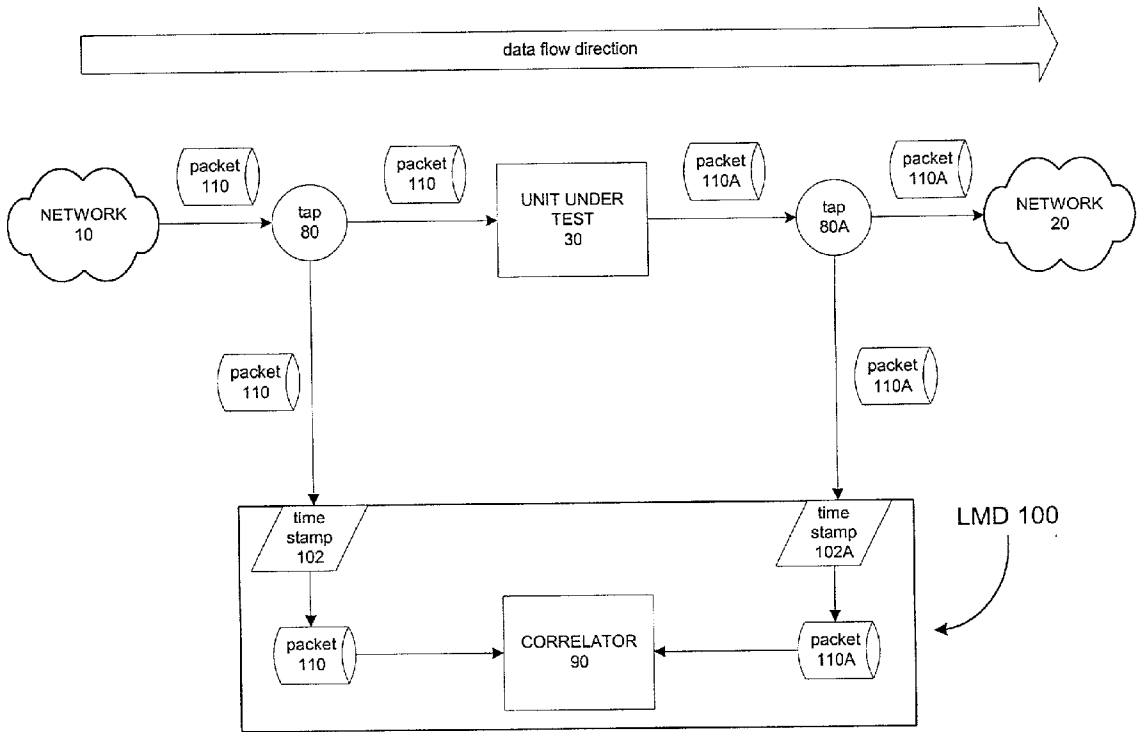 data flow direction
packet
110
packet
110
packet
110A
packet
110A
NETWORK
10
tap
80
UNIT UNDER
TEST
30
tap
80A
NETWORK
20
packet
110
packet
110A
time
stamp
102
time
stamp
102A
LMD 100
packet
110
CORRELATOR
90
packet
110A